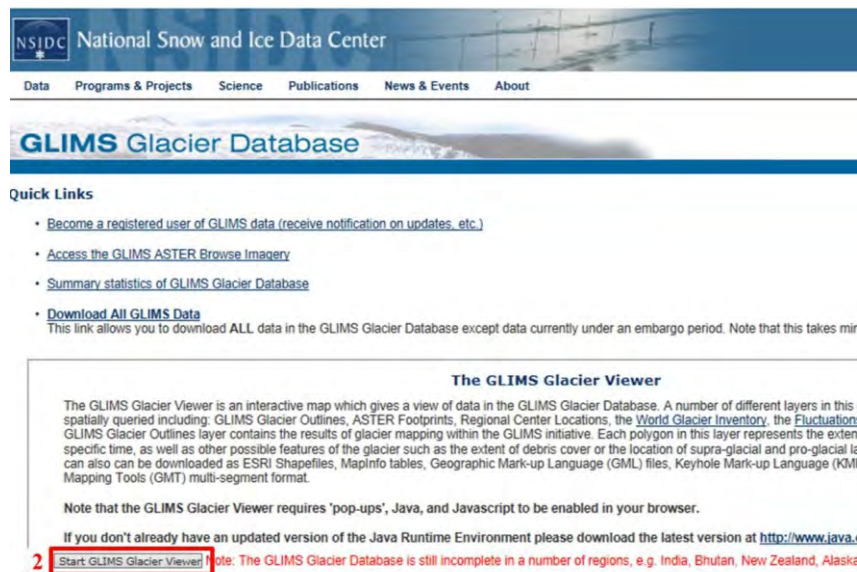 NSIDC National Snow and Ice Data Center
Data Programs & Projects Science Publications News & Events About
GLIMS Glacier Database
Quick Links
• Become a registered user of GLIMS data (receive notification on updates, etc.)
• Access the GLIMS ASTER Browse Imagery
• Summary statistics of GLIMS Glacier Database
• Download All GLIMS Data
This link allows you to download ALL data in the GLIMS Glacier Database except data currently under an embargo period. Note that this takes
The GLIMS Glacier Viewer
The GLIMS Glacier Viewer is an interactive map which gives a view of data in the GLIMS Glacier Database. A number of different layers in this
spatially queried including: GLIMS Glacier Outlines, ASTER Footprints, Regional Center Locations, the World Glacier Inventory, the Fluctuations
GLIMS Glacier Outlines layer contains the results of glacier mapping within the GLIMS initiative. Each polygon in this layer represents the exten
specific time, as well as other possible features of the glacier such as the extent of debris cover or the location of supra-glacial and pro-glacial la
can also can be downloaded as ESRI Shapefiles, MapInfo tables, Geographic Mark-up Language (GML) files, Keyhole Mark-up Language (KML
Mapping Tools (GMT) multi-segment format.
Note that the GLIMS Glacier Viewer requires 'pop-ups', Java, and Javascript to be enabled in your browser.
If you don't already have an updated version of the Java Runtime Environment please download the latest version at http://www.java.
2 Start GLIMS Glacier Viewer Note: The GLIMS Glacier Database is still incomplete in a number of regions, e.g. India, Bhutan, New Zealand, Alaska